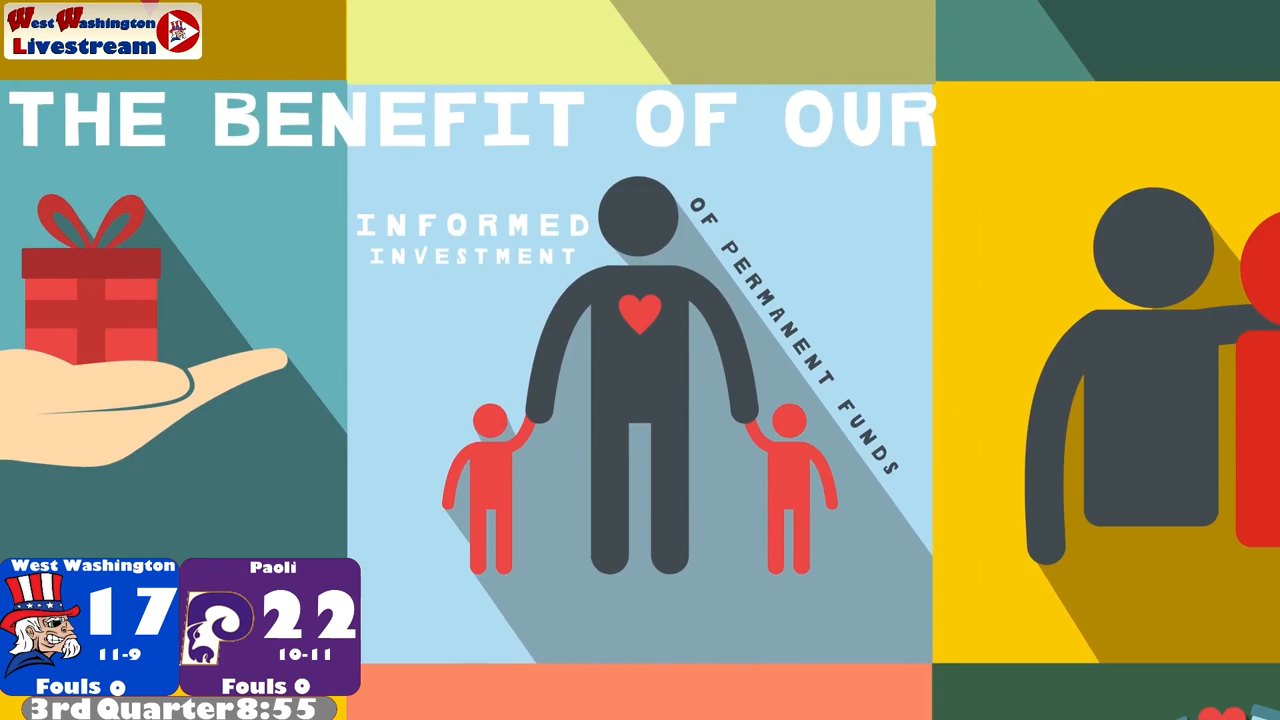 West Washington
Livestream
THE BENEFIT OF OUR
INFORMED
INVESTMENT
OF PERMANENT FUNDS
West Washington
17
11-9
Fouls 0
Paoli
P
22
10-11
Fouls 0
3rd Quarter 8:55